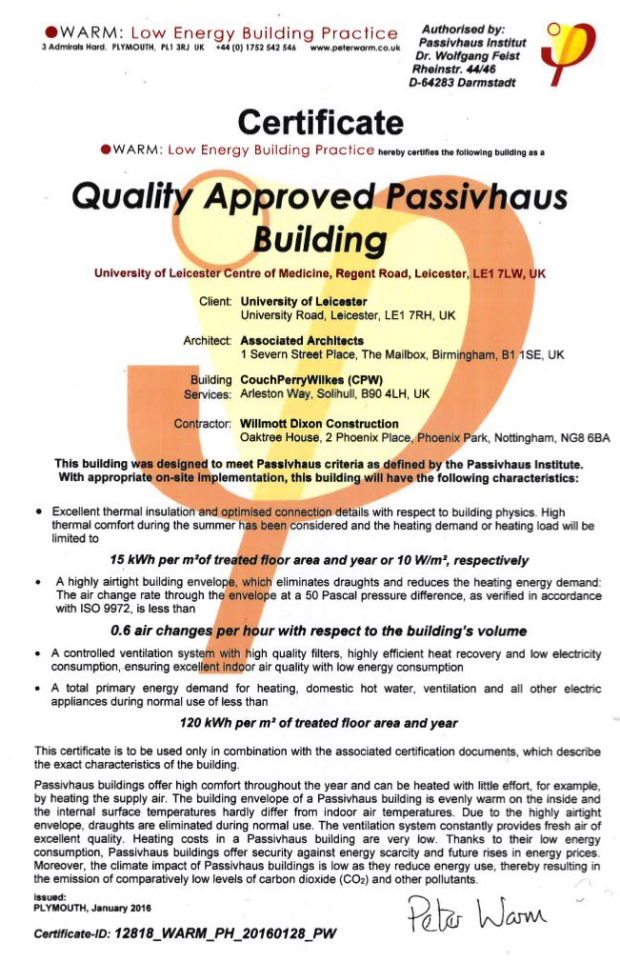 WARM: Low Energy Building Practice
3 Admirals Hard, PLYMOUTH, PL1 3RJ UK +44 (0) 1752 542 546 www.peterwarm.co.uk
Authorised by:
Passivhaus Institut
Dr. Wolfgang Feist
Rheinstr. 44/46
D-64283 Darmstadt
Certificate
WARM: Low Energy Building Practice hereby certifies the following building as a
Quality Approved Passivhaus
Building
University of Leicester Centre of Medicine, Regent Road, Leicester, LE1 7LW, UK
Client: University of Leicester
University Road, Leicester, LE1 7RH, UK
Architect: Associated Architects
1 Severn Street Place, The Mailbox, Birmingham, B1 1SE, UK
Building CouchPerryWilkes (CPW)
Services: Arleston Way, Solihull, B90 4LH, UK
Contractor: Willmott Dixon Construction
Oaktree House, 2 Phoenix Place, Phoenix Park, Nottingham, NG8 6BA
This building was designed to meet Passivhaus criteria as defined by the Passivhaus Institute.
With appropriate on-site implementation, this building will have the following characteristics:
• Excellent thermal insulation and optimised connection details with respect to building physics. High
thermal comfort during the summer has been considered and the heating demand or heating load will be
limited to
15 kWh per m²of treated floor area and year or 10 W/m², respectively
• A highly airtight building envelope, which eliminates draughts and reduces the heating energy demand:
The air change rate through the envelope at a 50 Pascal pressure difference, as verified in accordance
with ISO 9972, is less than
0.6 air changes per hour with respect to the building's volume
• A controlled ventilation system with high quality filters, highly efficient heat recovery and low electricity
consumption, ensuring excellent indoor air quality with low energy consumption
• A total primary energy demand for heating, domestic hot water, ventilation and all other electric
appliances during normal use of less than
120 kWh per m² of treated floor area and year
This certificate is to be used only in combination with the associated certification documents, which describe
the exact characteristics of the building.
Passivhaus buildings offer high comfort throughout the year and can be heated with little effort, for example,
by heating the supply air. The building envelope of a Passivhaus building is evenly warm on the inside and
the internal surface temperatures hardly differ from indoor air temperatures. Due to the highly airtight
envelope, draughts are eliminated during normal use. The ventilation system constantly provides fresh air of
excellent quality. Heating costs in a Passivhaus building are very low. Thanks to their low energy
consumption, Passivhaus buildings offer security against energy scarcity and future rises in energy prices.
Moreover, the climate impact of Passivhaus buildings is low as they reduce energy use, thereby resulting in
the emission of comparatively low levels of carbon dioxide (CO₂) and other pollutants.
Issued:
PLYMOUTH, January 2016
Peter Warm
Certificate-ID: 12818_WARM_PH_20160128_PW